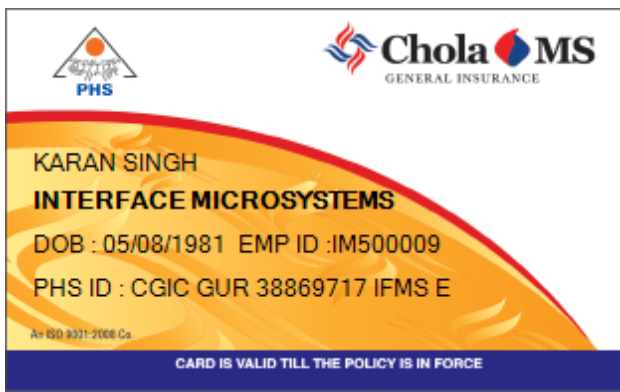 PHS
Chola MS
GENERAL INSURANCE
KARAN SINGH
INTERFACE MICROSYSTEMS
DOB : 05/08/1981 EMP ID :IM500009
PHS ID : CGIC GUR 38869717 IFMS E
An ISO 9001:2008 Co.
CARD IS VALID TILL THE POLICY IS IN FORCE